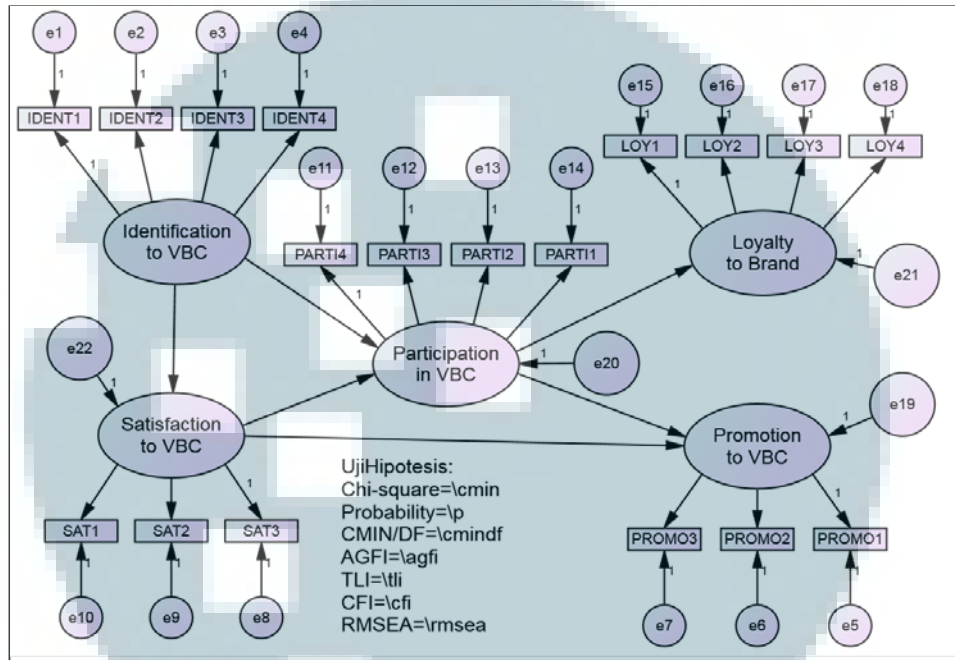 e1 e2 e3 e4
1 1 1 1
IDENT1 IDENT2 IDENT3 IDENT4
1
Identification
to VBC
e15 e16 e17 e18
1 1 1 1
LOY1 LOY2 LOY3 LOY4
1
Loyalty
to Brand
1
e21
e11 e12 e13 e14
1 1 1 1
PARTI4 PARTI3 PARTI2 PARTI1
1
Participation
in VBC
1
e20
e22
1
Satisfaction
to VBC
1
SAT1 SAT2 SAT3
1 1 1
e10 e9 e8
e19
1
Promotion
to VBC
1
PROMO3 PROMO2 PROMO1
1 1 1
e7 e6 e5
UjiHipotesis:
Chi-square=\cmin
Probability=\p
CMIN/DF=\cmindf
AGFI=\agfi
TLI=\tli
CFI=\cfi
RMSEA=\rmsea